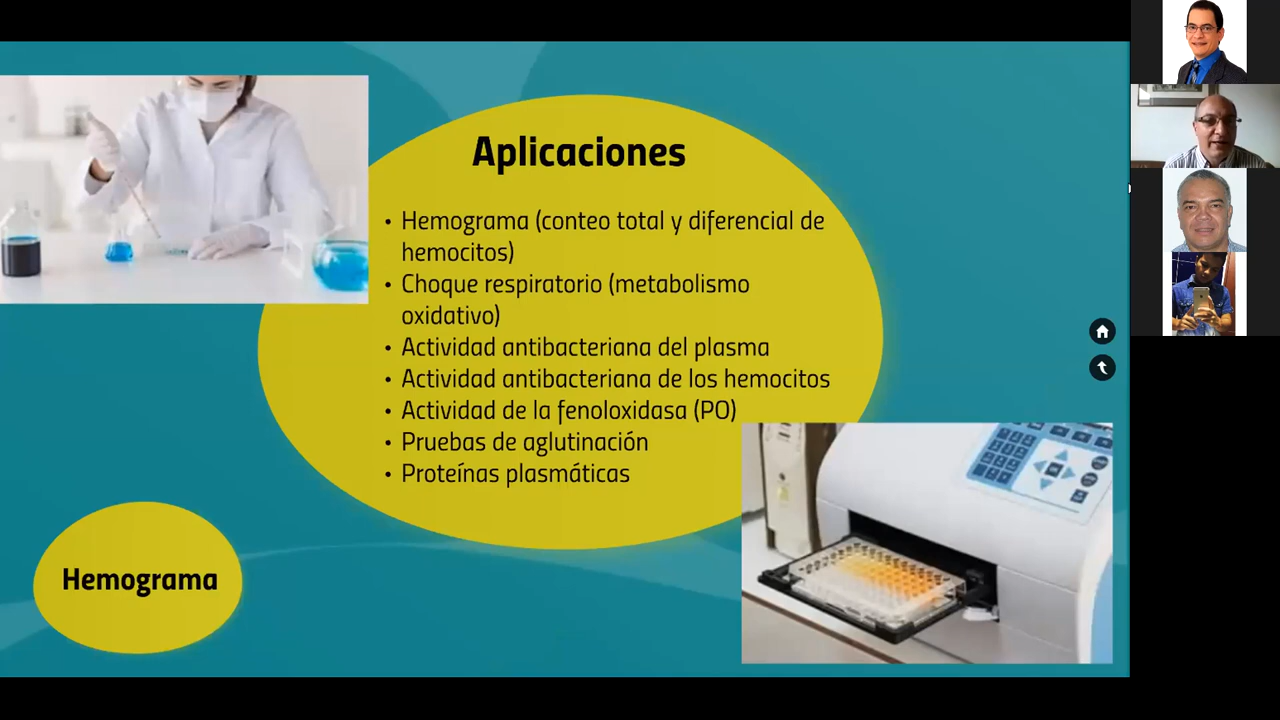 Aplicaciones
• Hemograma (conteo total y diferencial de
hemocitos)
• Choque respiratorio (metabolismo
oxidativo)
• Actividad antibacteriana del plasma
• Actividad antibacteriana de los hemocitos
• Actividad de la fenoloxidasa (PO)
• Pruebas de aglutinación
• Proteínas plasmáticas
Hemograma